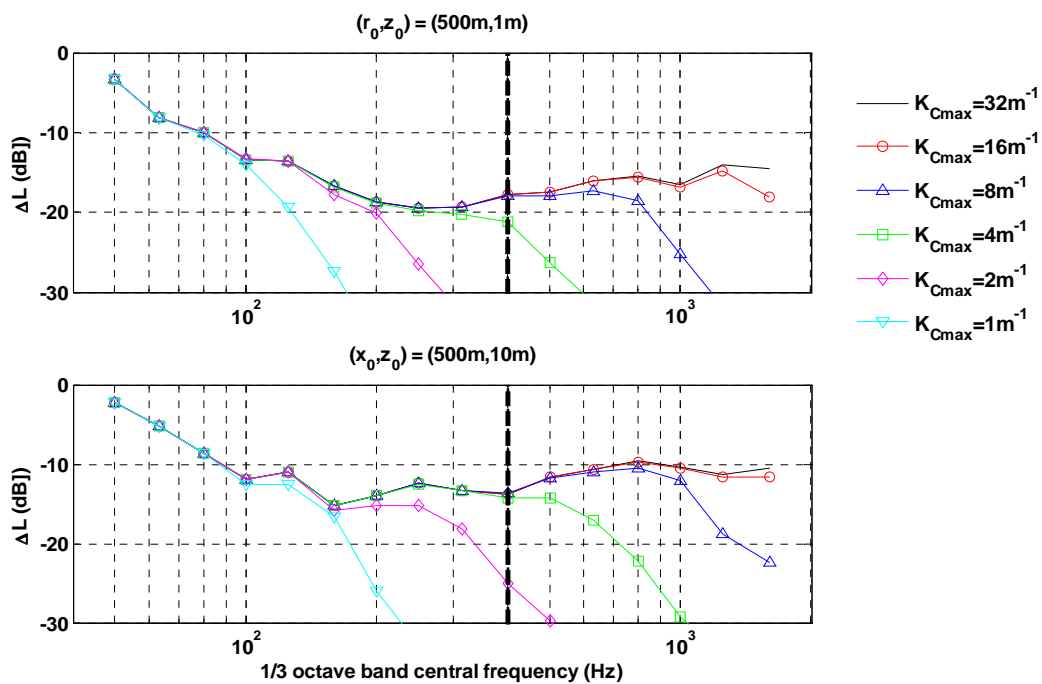 (r0,z0) = (500m,1m)
0
-10
-20
-30
ΔL (dB)
10^2
10^3
KCmax=32m^-1
KCmax=16m^-1
KCmax=8m^-1
KCmax=4m^-1
KCmax=2m^-1
KCmax=1m^-1
(x0,z0) = (500m,10m)
0
-10
-20
-30
ΔL (dB)
10^2
10^3
1/3 octave band central frequency (Hz)